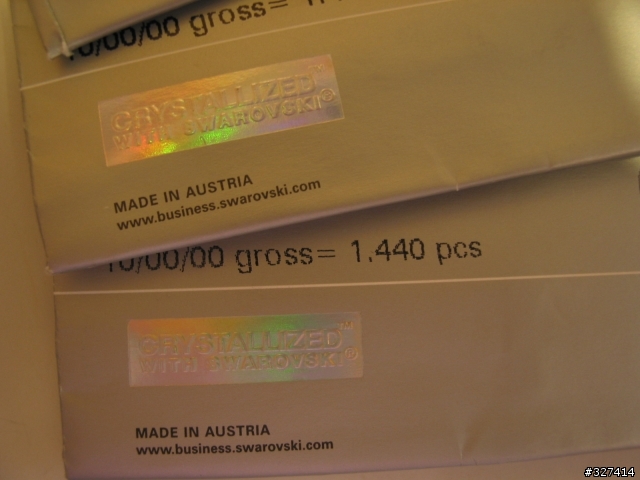 10/00/00 gross= 1.
CRYSTALLIZED™
WITH SWAROVSKI®
MADE IN AUSTRIA
www.business.swarovski.com
10/00/00 gross= 1.440 pcs
CRYSTALLIZED™
WITH SWAROVSKI®
MADE IN AUSTRIA
www.business.swarovski.com
#327414